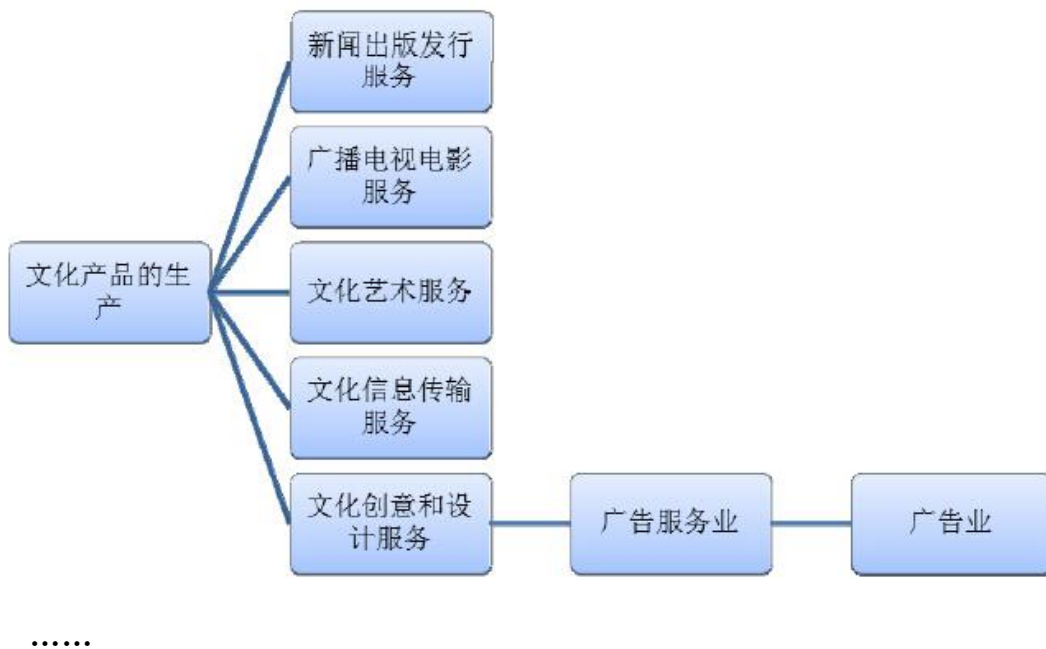 新闻出版发行
服务
广播电视电影
服务
文化产品的生
产
文化艺术服务
文化信息传输
服务
文化创意和设
计服务
广告服务业
广告业
……